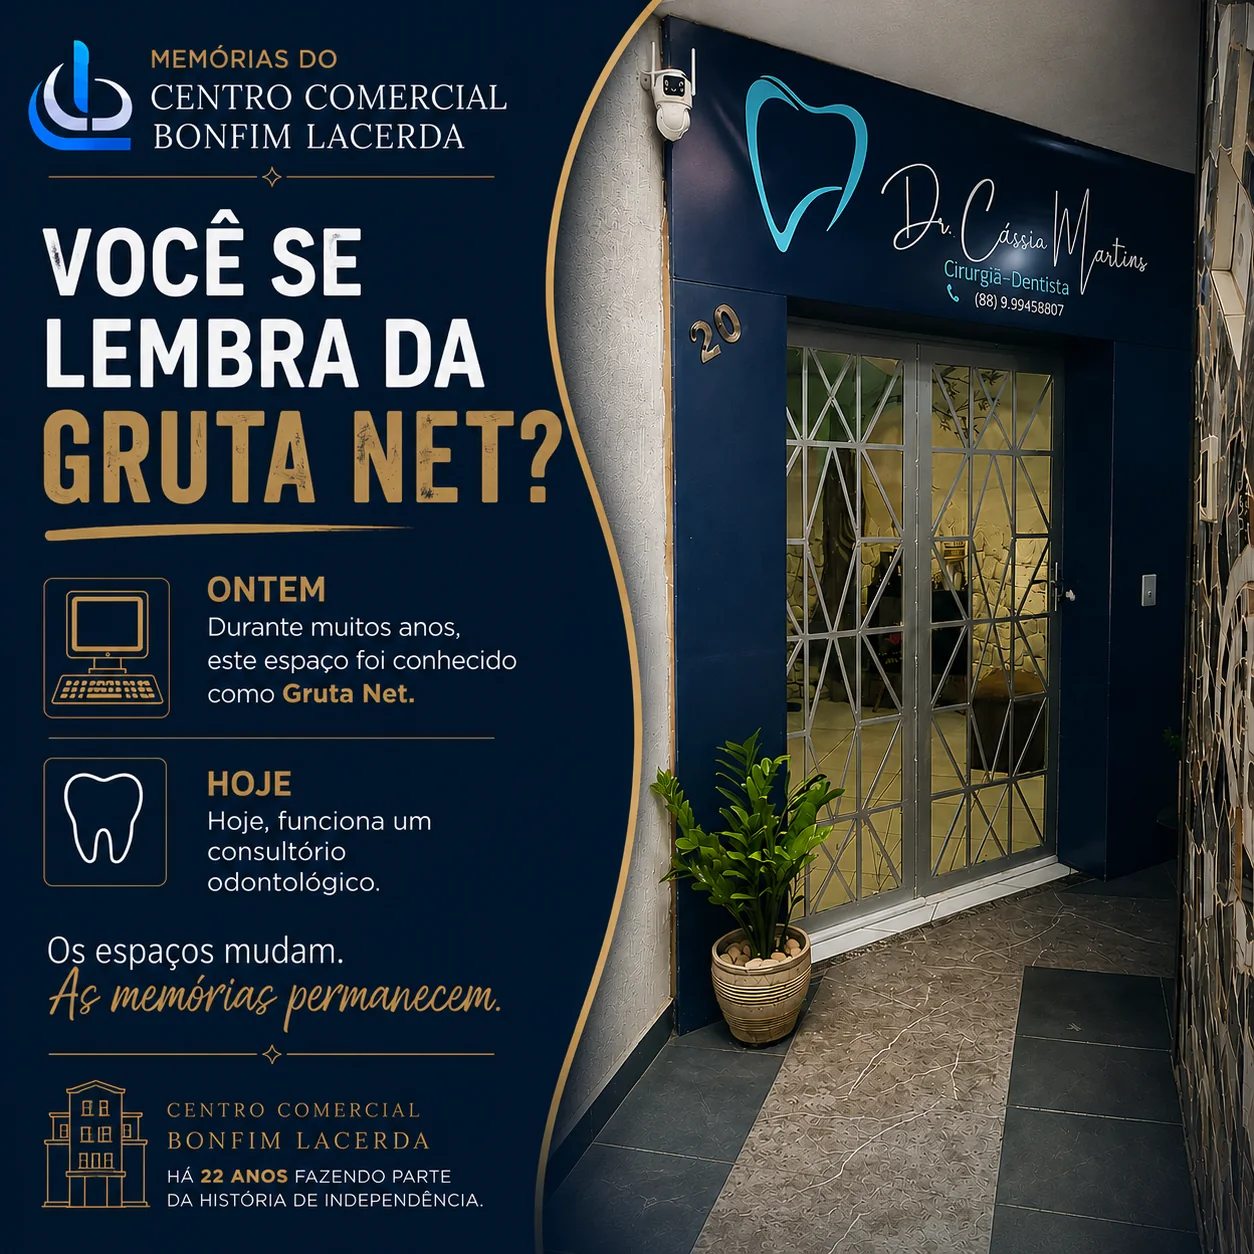 MEMÓRIAS DO
CENTRO COMERCIAL
BONFIM LACERDA
VOCÊ SE
LEMBRA DA
GRUTA NET?
ONTEM
Durante muitos anos,
este espaço foi conhecido
como Gruta Net.
HOJE
Hoje, funciona um
consultório
odontológico.
Os espaços mudam.
As memórias permanecem.
CENTRO COMERCIAL
BONFIM LACERDA
HÁ 22 ANOS FAZENDO PARTE
DA HISTÓRIA DE INDEPENDÊNCIA.
Dr. Cássia Martins
Cirurgiã-Dentista
(88) 9.99458807
20